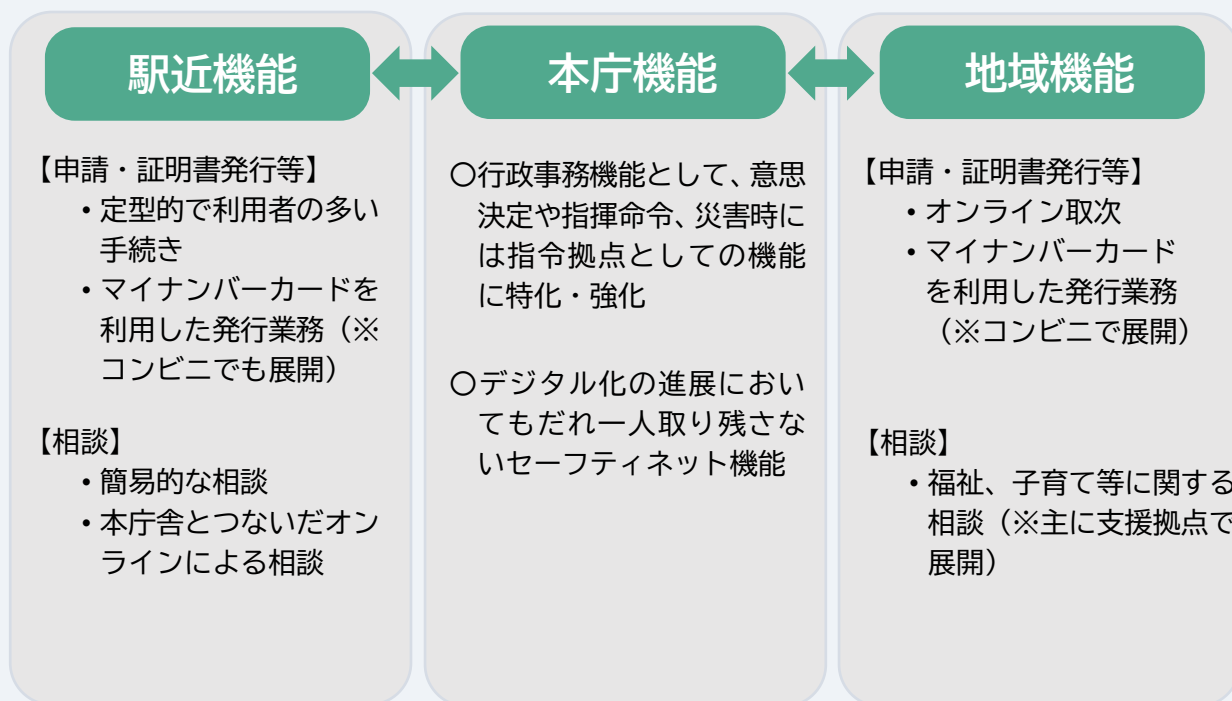 駅近機能
【申請・証明書発行等】
・定型的で利用者の多い
手続き
・マイナンバーカードを
利用した発行業務（※
コンビニでも展開）
【相談】
・簡易的な相談
・本庁舎とつないだオン
ラインによる相談
本庁機能
〇行政事務機能として、意思
決定や指揮命令、災害時に
は指令拠点としての機能
に特化・強化
〇デジタル化の進展におい
てもだれ一人取り残さな
いセーフティネット機能
地域機能
【申請・証明書発行等】
・オンライン取次
・マイナンバーカード
を利用した発行業務
（※コンビニで展開）
【相談】
・福祉、子育て等に関する
相談（※主に支援拠点で
展開）